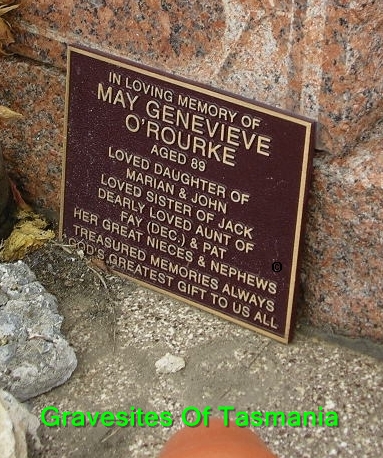 IN LOVING MEMORY OF
MAY GENEVIEVE
O'ROURKE
AGED 89
LOVED DAUGHTER OF
MARIAN & JOHN
LOVED SISTER OF JACK
DEARLY LOVED AUNT OF
FAY (DEC.) & PAT
HER GREAT NIECES & NEPHEWS
TREASURED MEMORIES ALWAYS
GOD'S GREATEST GIFT TO US ALL
Gravesites Of Tasmania